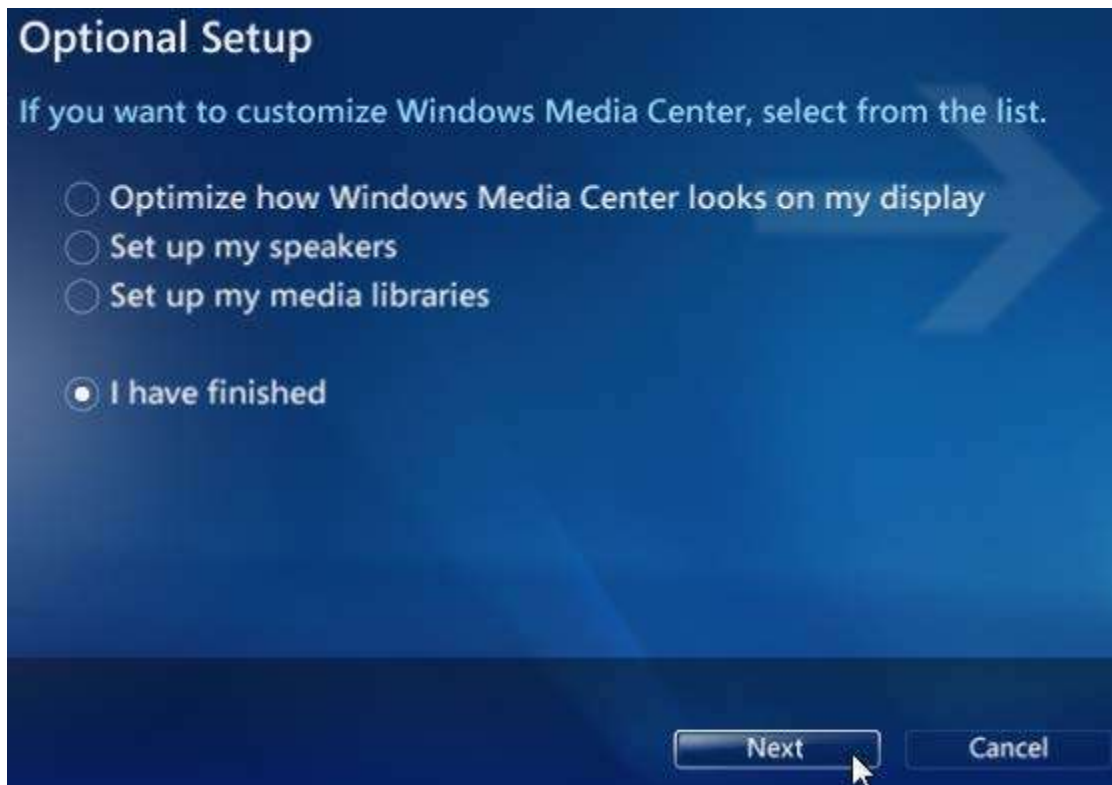 Optional Setup
If you want to customize Windows Media Center, select from the list.
Optimize how Windows Media Center looks on my display
Set up my speakers
Set up my media libraries
I have finished
Next Cancel